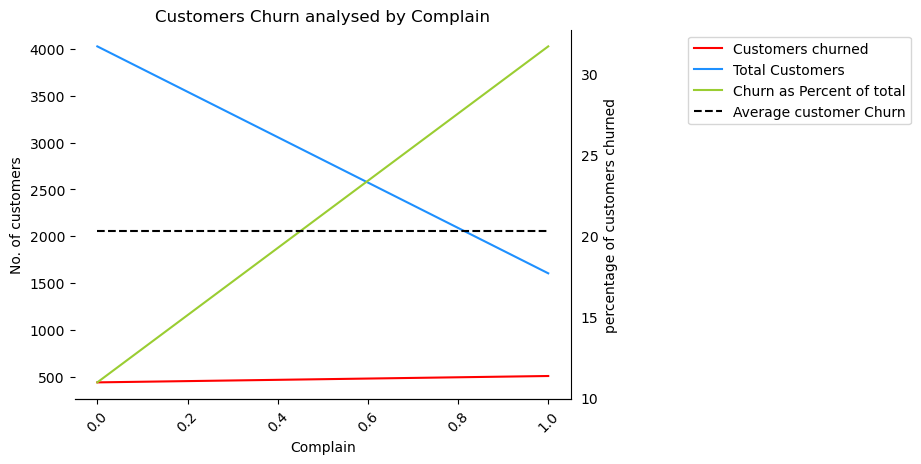 Customers Churn analysed by Complain
No. of customers
4000
3500
3000
2500
2000
1500
1000
500
0.0
0.2
0.4
0.6
0.8
1.0
Complain
30
25
20
15
10
percentage of customers churned
Customers churned
Total Customers
Churn as Percent of total
Average customer Churn